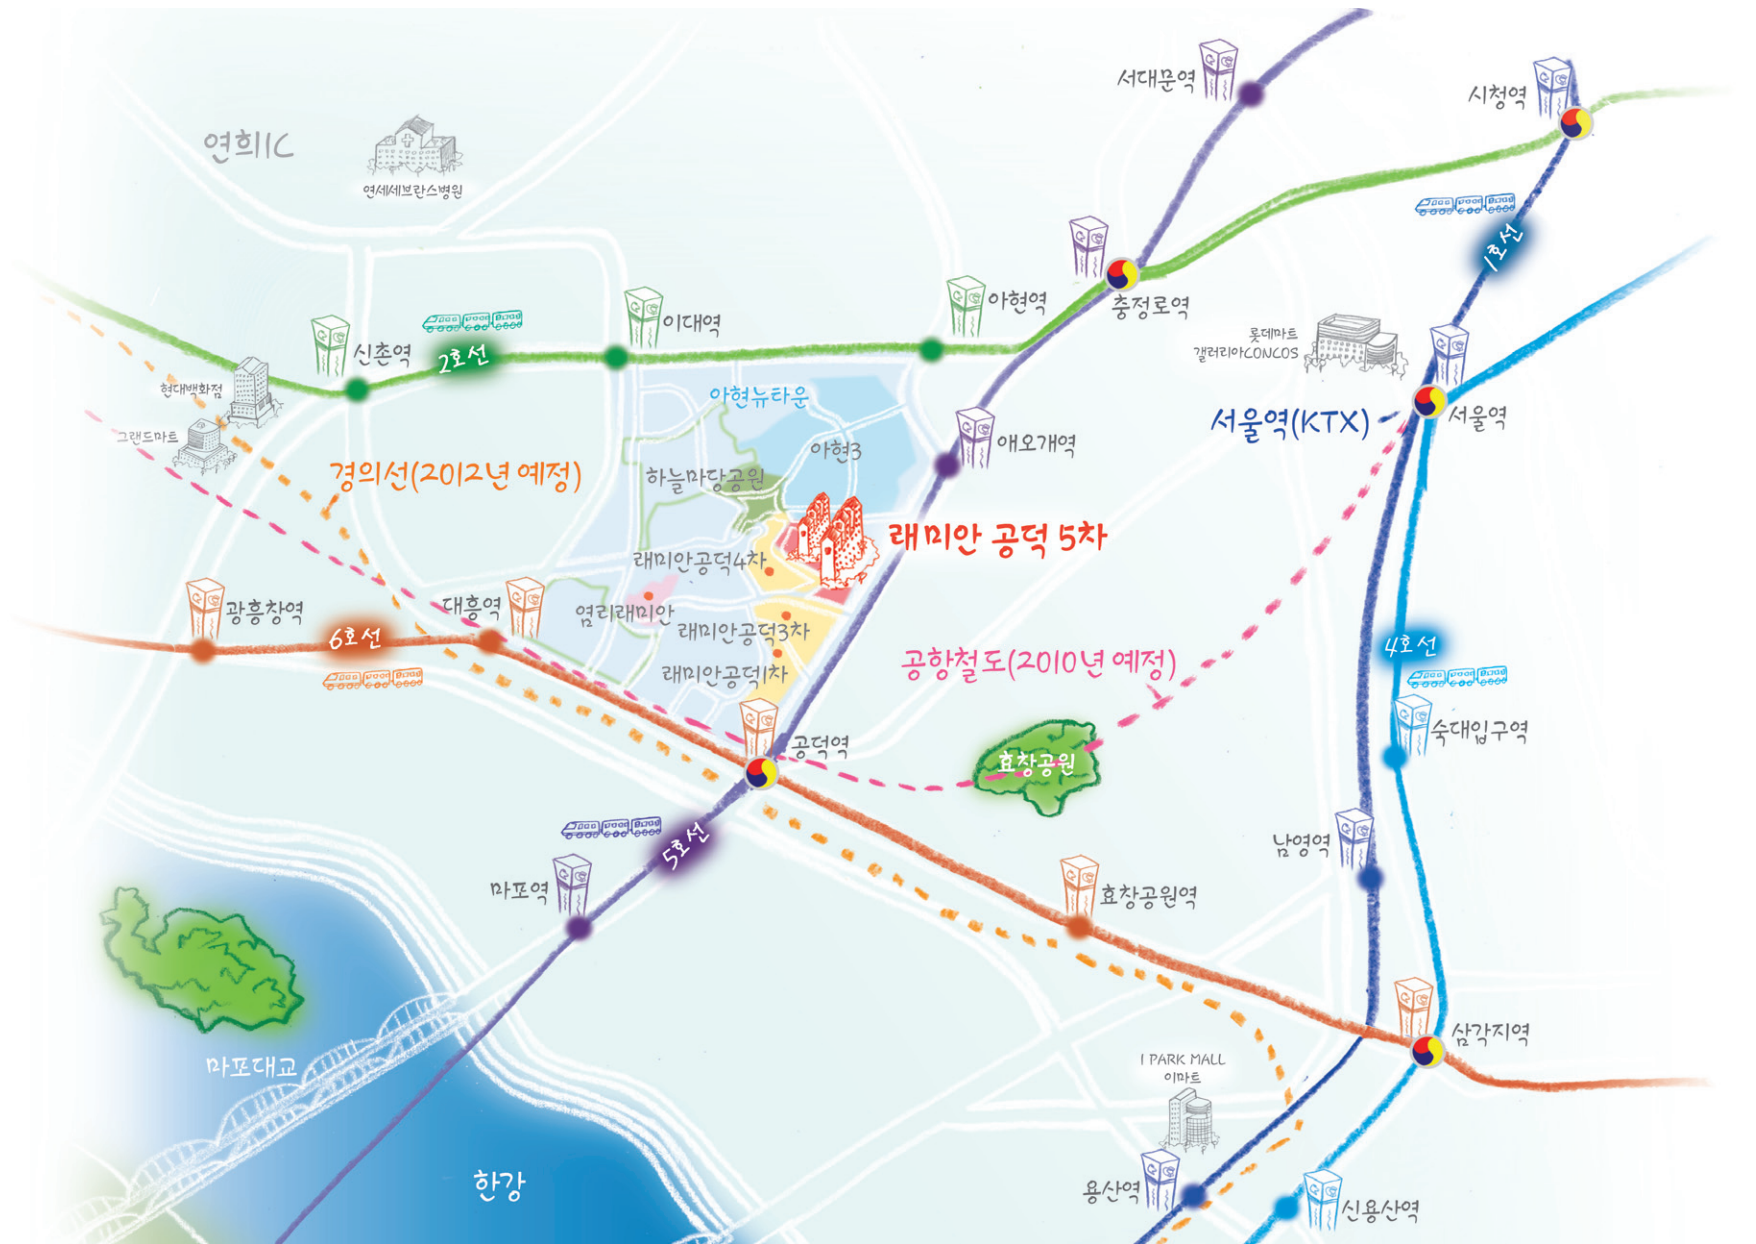 서대문역
시청역
연희IC
연세세브란스병원
1호선
아현역
충정로역
이대역
신촌역
2호선
롯데마트
갤러리아CONCOS
현대백화점
아현뉴타운
서울역(KTX)
서울역
그랜드마트
애오개역
아현3
경의선(2012년 예정)
하늘마당공원
래미안 공덕 5차
래미안공덕4차
광흥창역
대흥역
염리래미안
6호선
래미안공덕3차
4호선
래미안공덕1차
공항철도(2010년 예정)
숙대입구역
공덕역
효창공원
5호선
남영역
마포역
효창공원역
삼각지역
마포대교
I PARK MALL
이마트
한강
용산역
신용산역